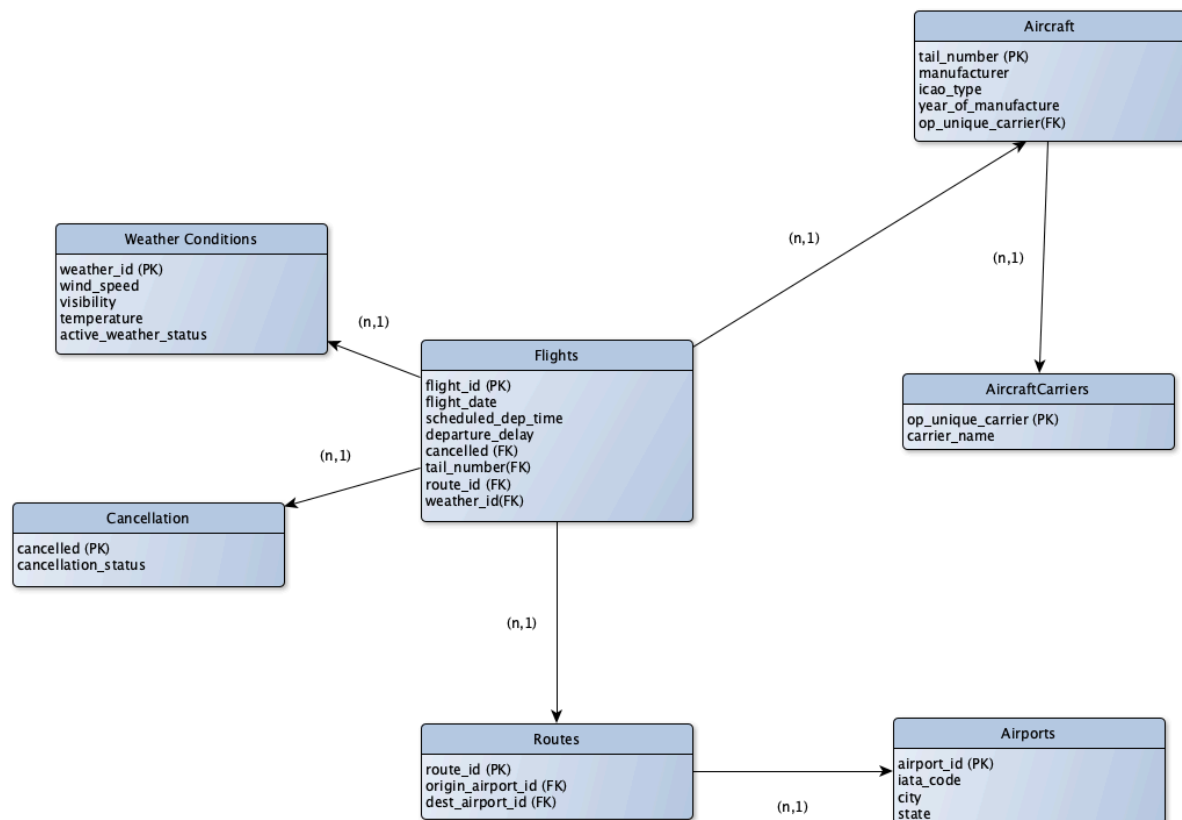 Aircraft
tail_number (PK)
manufacturer
icao_type
year_of_manufacture
op_unique_carrier(FK)
(n,1)
(n,1)
Weather Conditions
weather_id (PK)
wind_speed
visibility
temperature
active_weather_status
(n,1)
Flights
flight_id (PK)
flight_date
scheduled_dep_time
departure_delay
cancelled (FK)
tail_number(FK)
route_id (FK)
weather_id(FK)
AircraftCarriers
op_unique_carrier (PK)
carrier_name
(n,1)
Cancellation
cancelled (PK)
cancellation_status
(n,1)
Routes
route_id (PK)
origin_airport_id (FK)
dest_airport_id (FK)
(n,1)
Airports
airport_id (PK)
iata_code
city
state